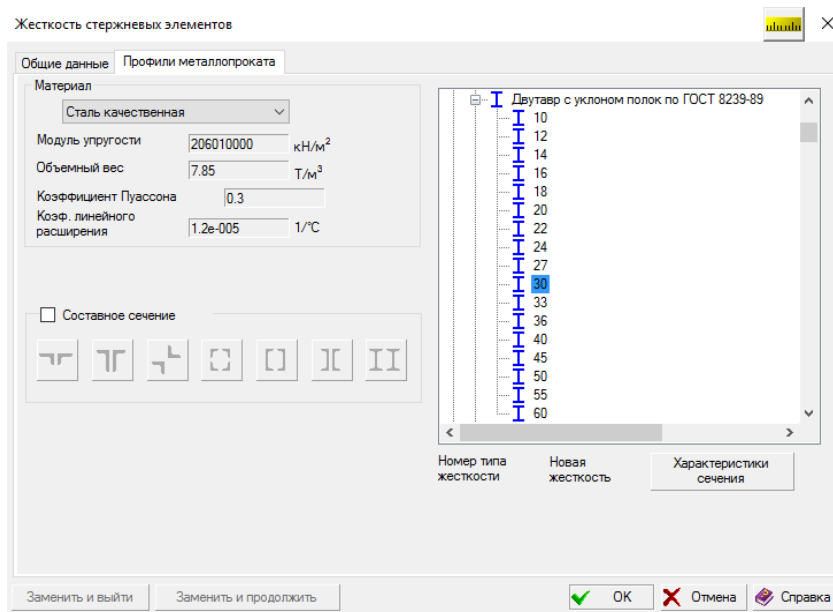 Жесткость стержневых элементов
Общие данные
Профили металлопроката
Материал
Сталь качественная
Модуль упругости 206010000 кН/м²
Объемный вес 7.85 Т/м³
Коэффициент Пуассона 0.3
Коэф. линейного
расширения 1.2e-005 1/°C
Составное сечение
Двутавр с уклоном полок по ГОСТ 8239-89
10
12
14
16
18
20
22
24
27
30
33
36
40
45
50
55
60
Номер типа
жесткости
Новая
жесткость
Характеристики
сечения
Заменить и выйти
Заменить и продолжить
OK
Отмена
Справка